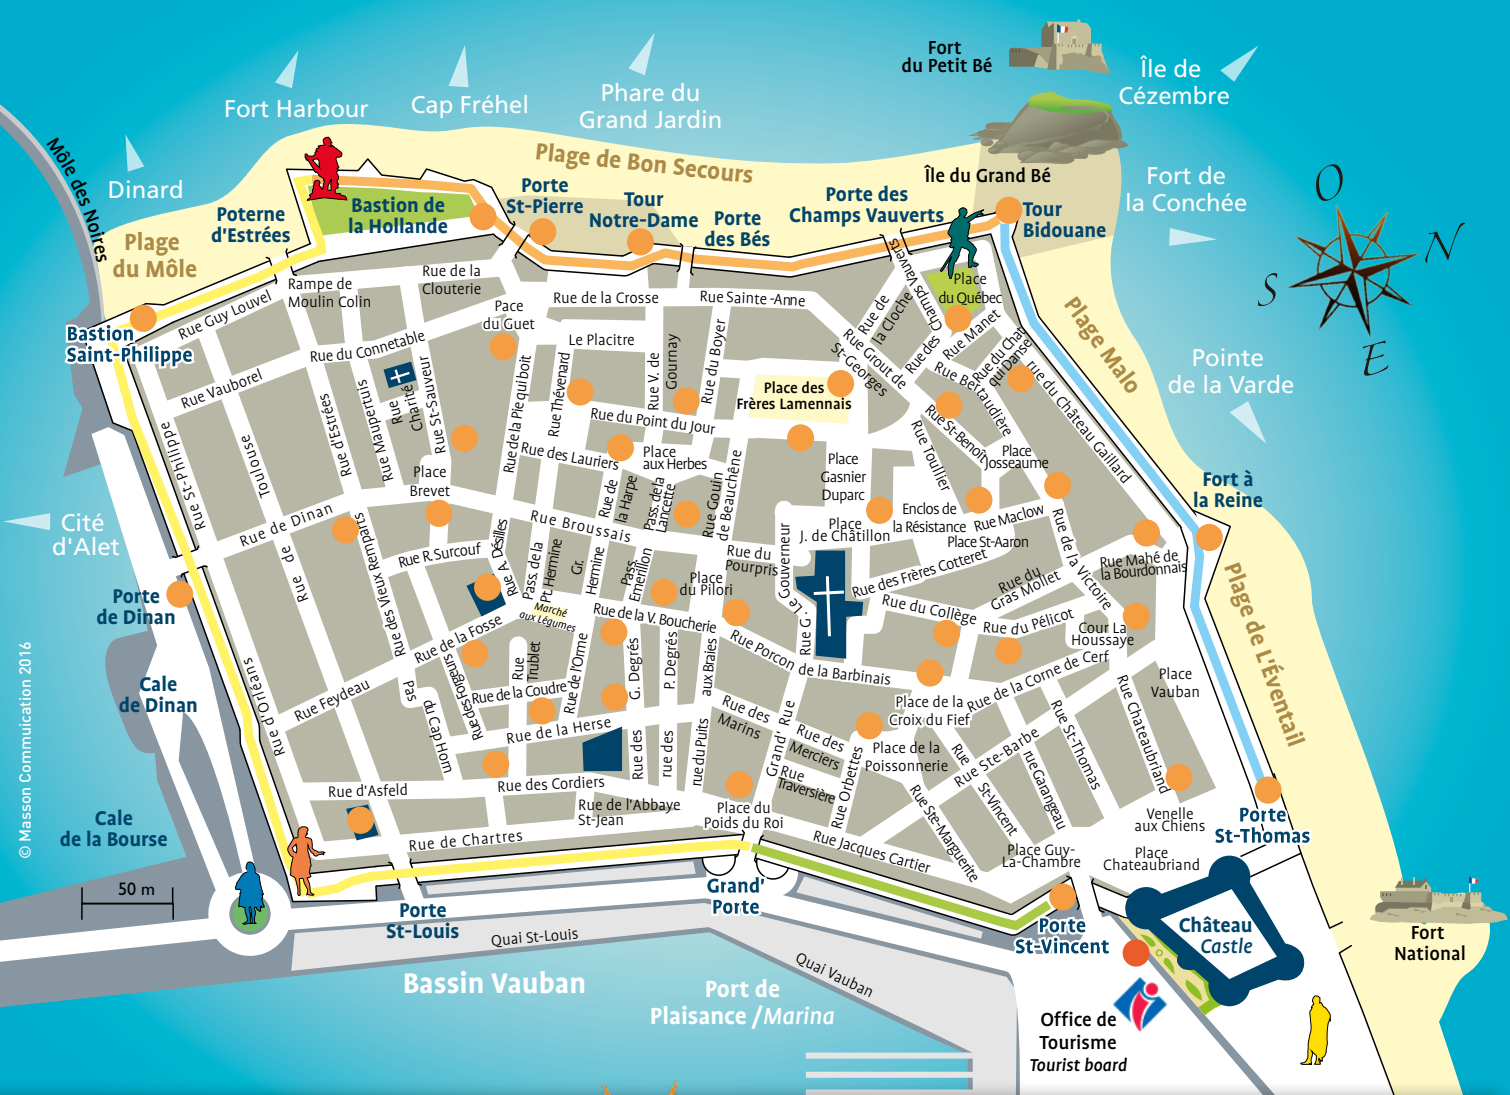 Fort
du Petit Bé
Île de
Cézembre
Phare du
Grand Jardin
Cap Fréhel
Fort Harbour
Dinard
Môle des Noires
Plage de Bon Secours
Île du Grand Bé
Fort de
la Conchée
O
N
S
E
Poterne
d'Estrées
Bastion de
la Hollande
Porte
St-Pierre
Tour
Notre-Dame
Porte
des Bés
Porte des
Champs Vauverts
Tour
Bidouane
Plage
du Môle
Rue de la
Clouterie
Rampe de
Moulin Colin
Rue Guy Louvel
Pace
du Guet
Rue de la Crosse
Rue Sainte-Anne
Rue de
la Cloche
Rue des
Champs Vauverts
Place
du Québec
Plage Malo
Bastion
Saint-Philippe
Rue du Connetable
Le Placitre
Rue V. de
Gournay
Rue du Boyer
Rue Grout de
St-Georges
Rue Manet
Rue du Chat
qui Danse
Rue Bertaudière
rue du Château Gaillard
Pointe
de la Varde
Rue Vauborel
Rue
Charité
Rue St-Sauveur
Rue Maupertuis
Rue d'Estrées
Rue de la Pie qui boit
Rue Thévenard
Place des
Frères Lamennais
Rue du Point du Jour
Rue St-Benoît
Rue Toullier
Place
Josseaume
Rue St-Philippe
Rue de
Toulouse
Place
Brevet
Rue des Lauriers
Place
aux Herbes
Rue de
la Harpe
Pass. de la
Lancette
Rue Gouin
de Beauchêne
Place
Gasnier
Duparc
Fort à
la Reine
Cité
d'Alet
Rue de Dinan
Rue Broussais
Enclos de
la Résistance
Rue Maclow
Place
J. de Châtillon
Place St-Aaron
Rue de la Victoire
Rue Mahé de
la Bourdonnais
Rue des Vieux Remparts
Rue R. Surcouf
Rue A. Désilles
Pass. de la
Pt. Hermine
Gr.
Hermine
Pass.
Emerillon
Rue du
Pourpris
Rue G. Le Gouverneur
Rue des Frères Cotteret
Rue du
Gras Mollet
Plage de L'Éventail
Porte
de Dinan
Marché
aux Légumes
Place
du Pilori
Rue de la V. Boucherie
Rue du Collège
Rue du Pélicot
Cour La
Houssaye
Rue de la Fosse
Rue des Forgeurs
Rue
Trublet
Rue de l'Orme
rue des
G. Degrés
Rue des
P. Degrés
rue du Puits
aux Braies
Rue Porcon de la Barbinais
Rue de la Corne de Cerf
© Masson Communication 2016
Cale
de Dinan
Rue d'Orléans
Rue Feydeau
Pas du Cap Horn
Rue de la Coudre
Rue de la Herse
Rue des
Marins
Rue des
Merciers
Grand' Rue
Place de la
Croix du Fief
Place
Vauban
Place de la
Poissonnerie
Rue Ste-Barbe
Rue St-Thomas
Rue Chateaubriand
Rue
Traversière
Rue Orbettes
Rue
St-Vincent
rue Garangeau
Rue Ste-Marguerite
Cale
de la Bourse
Rue d'Asfeld
Rue des Cordiers
Rue de l'Abbaye
St-Jean
Place du
Poids du Roi
Venelle
aux Chiens
Porte
St-Thomas
Rue de Chartres
Rue Jacques Cartier
Place Guy-
La-Chambre
Place
Chateaubriand
50 m
Porte
St-Louis
Grand'
Porte
Porte
St-Vincent
Château
Castle
Fort
National
Quai St-Louis
Quai Vauban
Bassin Vauban
Port de
Plaisance /Marina
Office de
Tourisme
Tourist board